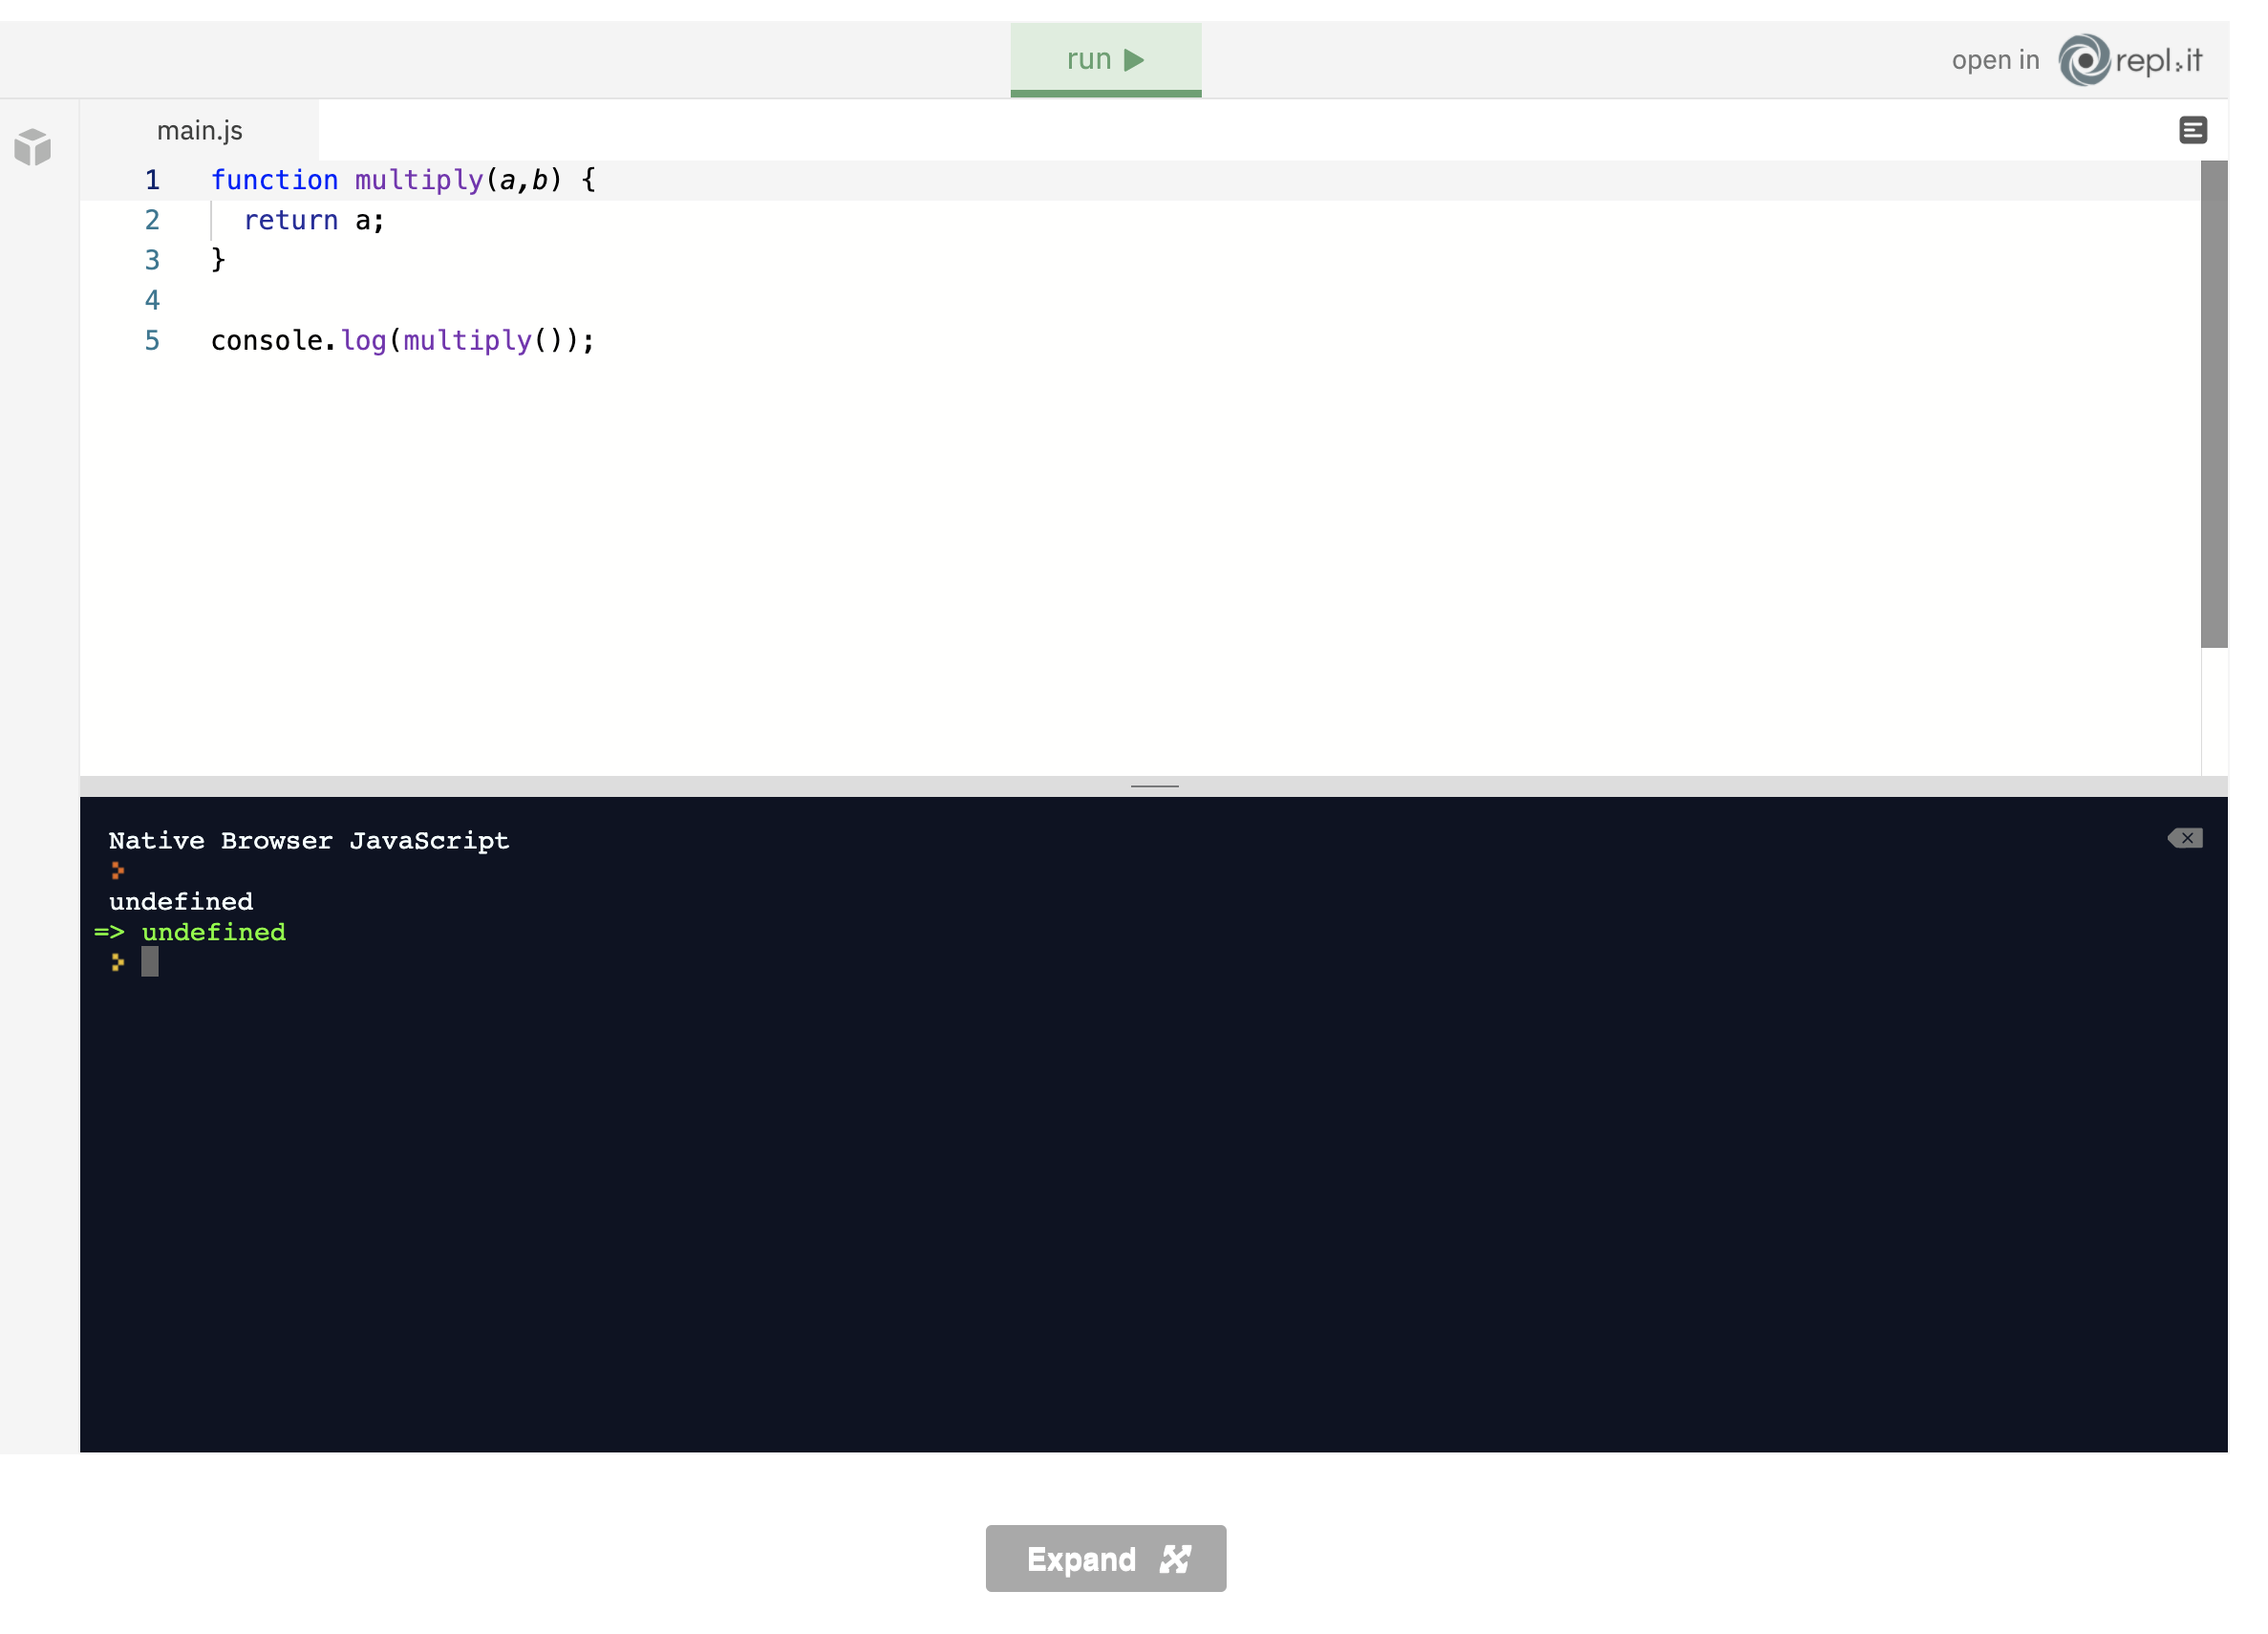 run
open in repl.it
main.js
1 function multiply(a,b) {
2   return a;
3 }
4
5 console.log(multiply());
Native Browser JavaScript
undefined
=> undefined
Expand